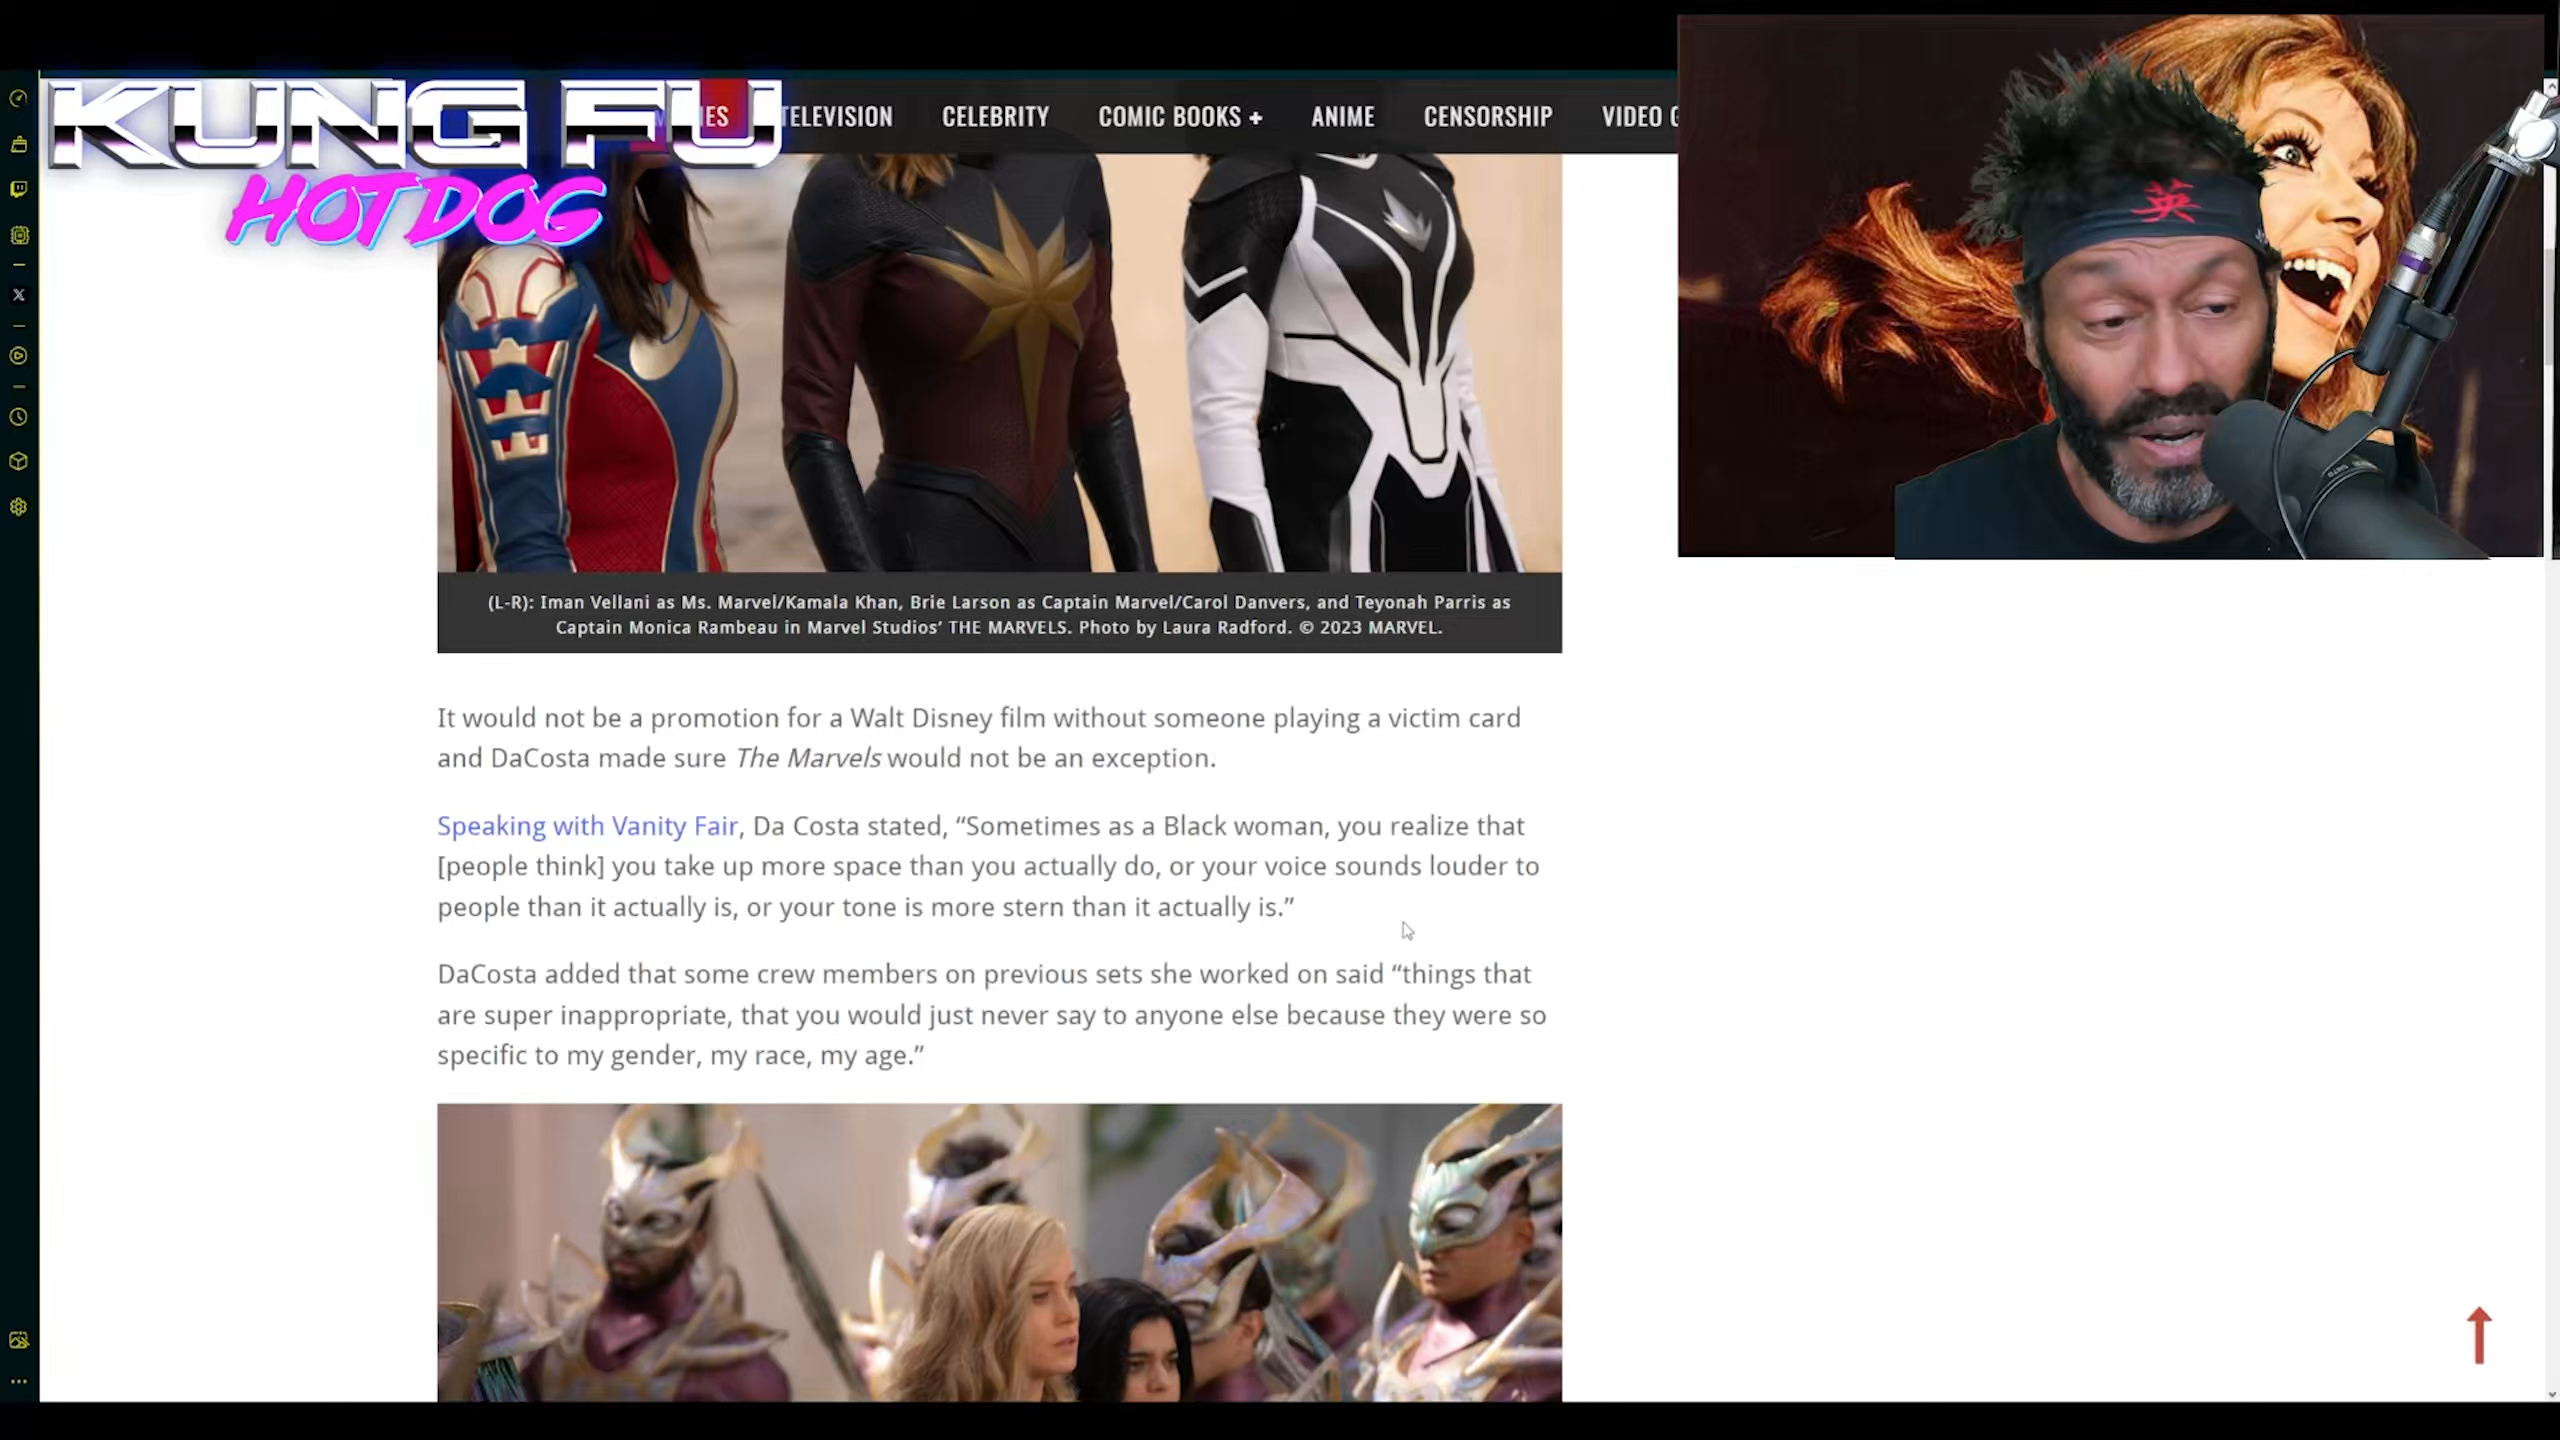 KUNG FU
HOT DOG
TELEVISION
CELEBRITY
COMIC BOOKS +
ANIME
CENSORSHIP
VIDEO
英
(L-R): Iman Vellani as Ms. Marvel/Kamala Khan, Brie Larson as Captain Marvel/Carol Danvers, and Teyonah Parris as
Captain Monica Rambeau in Marvel Studios’ THE MARVELS. Photo by Laura Radford. © 2023 MARVEL.
It would not be a promotion for a Walt Disney film without someone playing a victim card
and DaCosta made sure The Marvels would not be an exception.
Speaking with Vanity Fair, Da Costa stated, “Sometimes as a Black woman, you realize that
[people think] you take up more space than you actually do, or your voice sounds louder to
people than it actually is, or your tone is more stern than it actually is.”
DaCosta added that some crew members on previous sets she worked on said “things that
are super inappropriate, that you would just never say to anyone else because they were so
specific to my gender, my race, my age.”